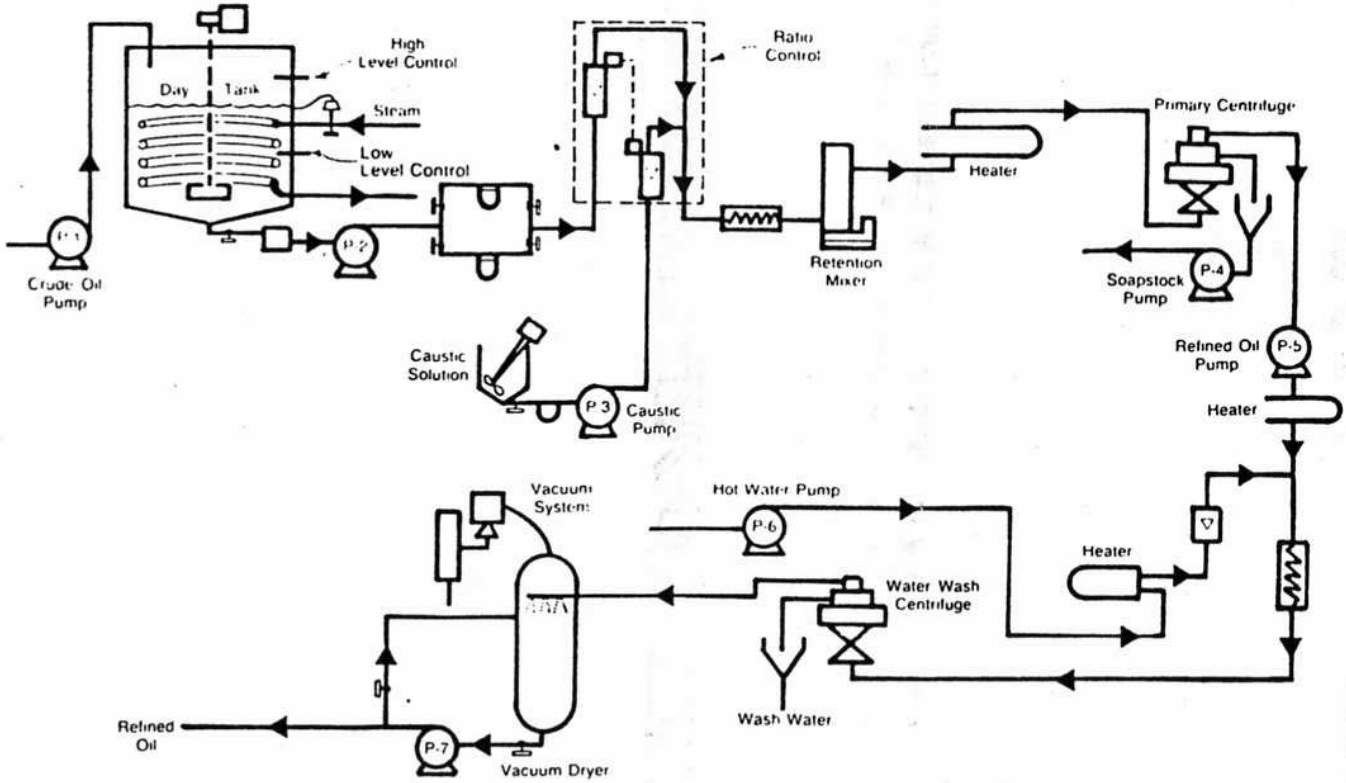 High
Level Control
Day Tank
Steam
Low
Level Control
P-1
Crude Oil
Pump
P-2
Ratio
Control
Caustic
Solution
P-3
Caustic
Pump
Retention
Mixer
Heater
Primary Centrifuge
P-4
Soapstock
Pump
Refined Oil
Pump
P-5
Heater
Vacuum
System
Hot Water Pump
P-6
Heater
Water Wash
Centrifuge
Wash Water
Refined
Oil
P-7
Vacuum Dryer